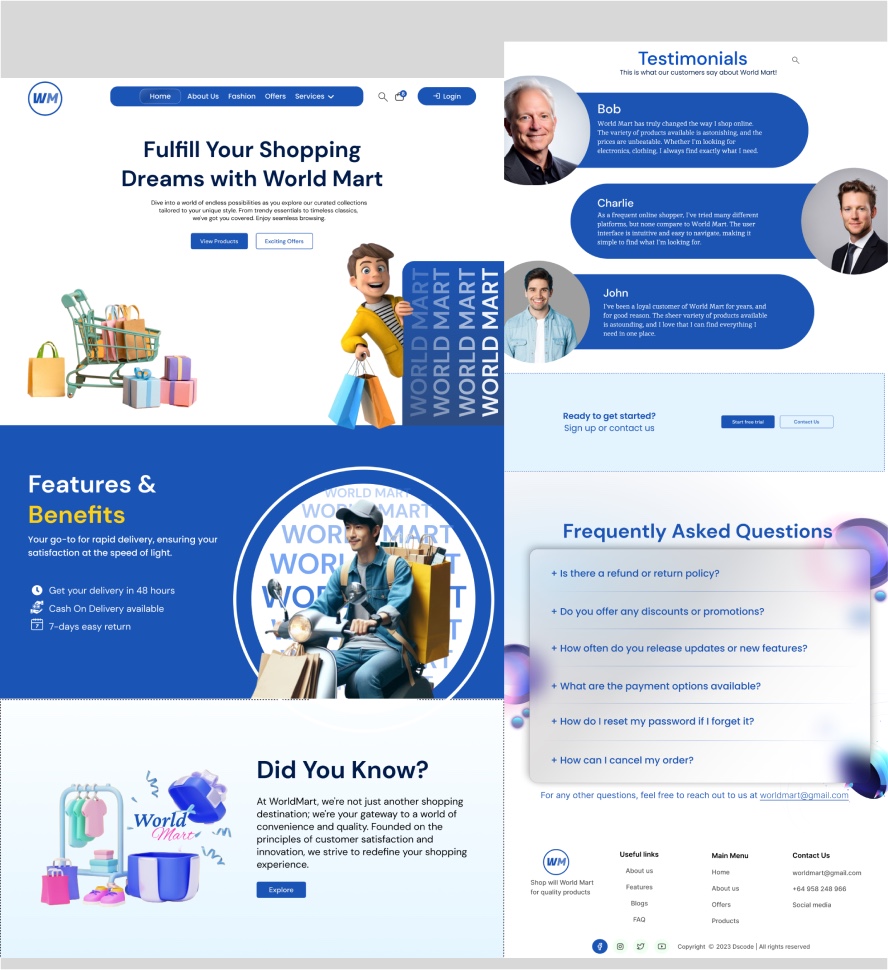 WM
Home About Us Fashion Offers Services
0
Login
Fulfill Your Shopping
Dreams with World Mart
Dive into a world of endless possibilities as you explore our curated collections
tailored to your unique style. From trendy essentials to timeless classics,
we've got you covered. Enjoy seamless browsing.
View Products
Exciting Offers
WORLD MART
WORLD MART
WORLD MART
WORLD MART
Features &
Benefits
Your go-to for rapid delivery, ensuring your
satisfaction at the speed of light.
Get your delivery in 48 hours
Cash On Delivery available
7
7-days easy return
WORLD MART
Did You Know?
World
Mart
At WorldMart, we're not just another shopping
destination; we're your gateway to a world of
convenience and quality. Founded on the
principles of customer satisfaction and
innovation, we strive to redefine your shopping
experience.
Explore
Testimonials
This is what our customers say about World Mart!
Bob
World Mart has truly changed the way I shop online.
The variety of products available is astonishing, and the
prices are unbeatable. Whether I'm looking for
electronics, clothing, I always find exactly what I need.
Charlie
As a frequent online shopper, I've tried many different
platforms, but none compare to World Mart. The user
interface is intuitive and easy to navigate, making it
simple to find what I'm looking for.
John
I've been a loyal customer of World Mart for years, and
for good reason. The sheer variety of products available
is astounding, and I love that I can find everything I
need in one place.
Ready to get started?
Sign up or contact us
Start free trial
Contact Us
Frequently Asked Questions
+ Is there a refund or return policy?
+ Do you offer any discounts or promotions?
+ How often do you release updates or new features?
+ What are the payment options available?
+ How do I reset my password if I forget it?
+ How can I cancel my order?
For any other questions, feel free to reach out to us at worldmart@gmail.com
WM
Shop will World Mart
for quality products
Useful links
About us
Features
Blogs
FAQ
Main Menu
Home
About us
Offers
Products
Contact Us
worldmart@gmail.com
+64 958 248 966
Social media
Copyright © 2023 Dscode | All rights reserved